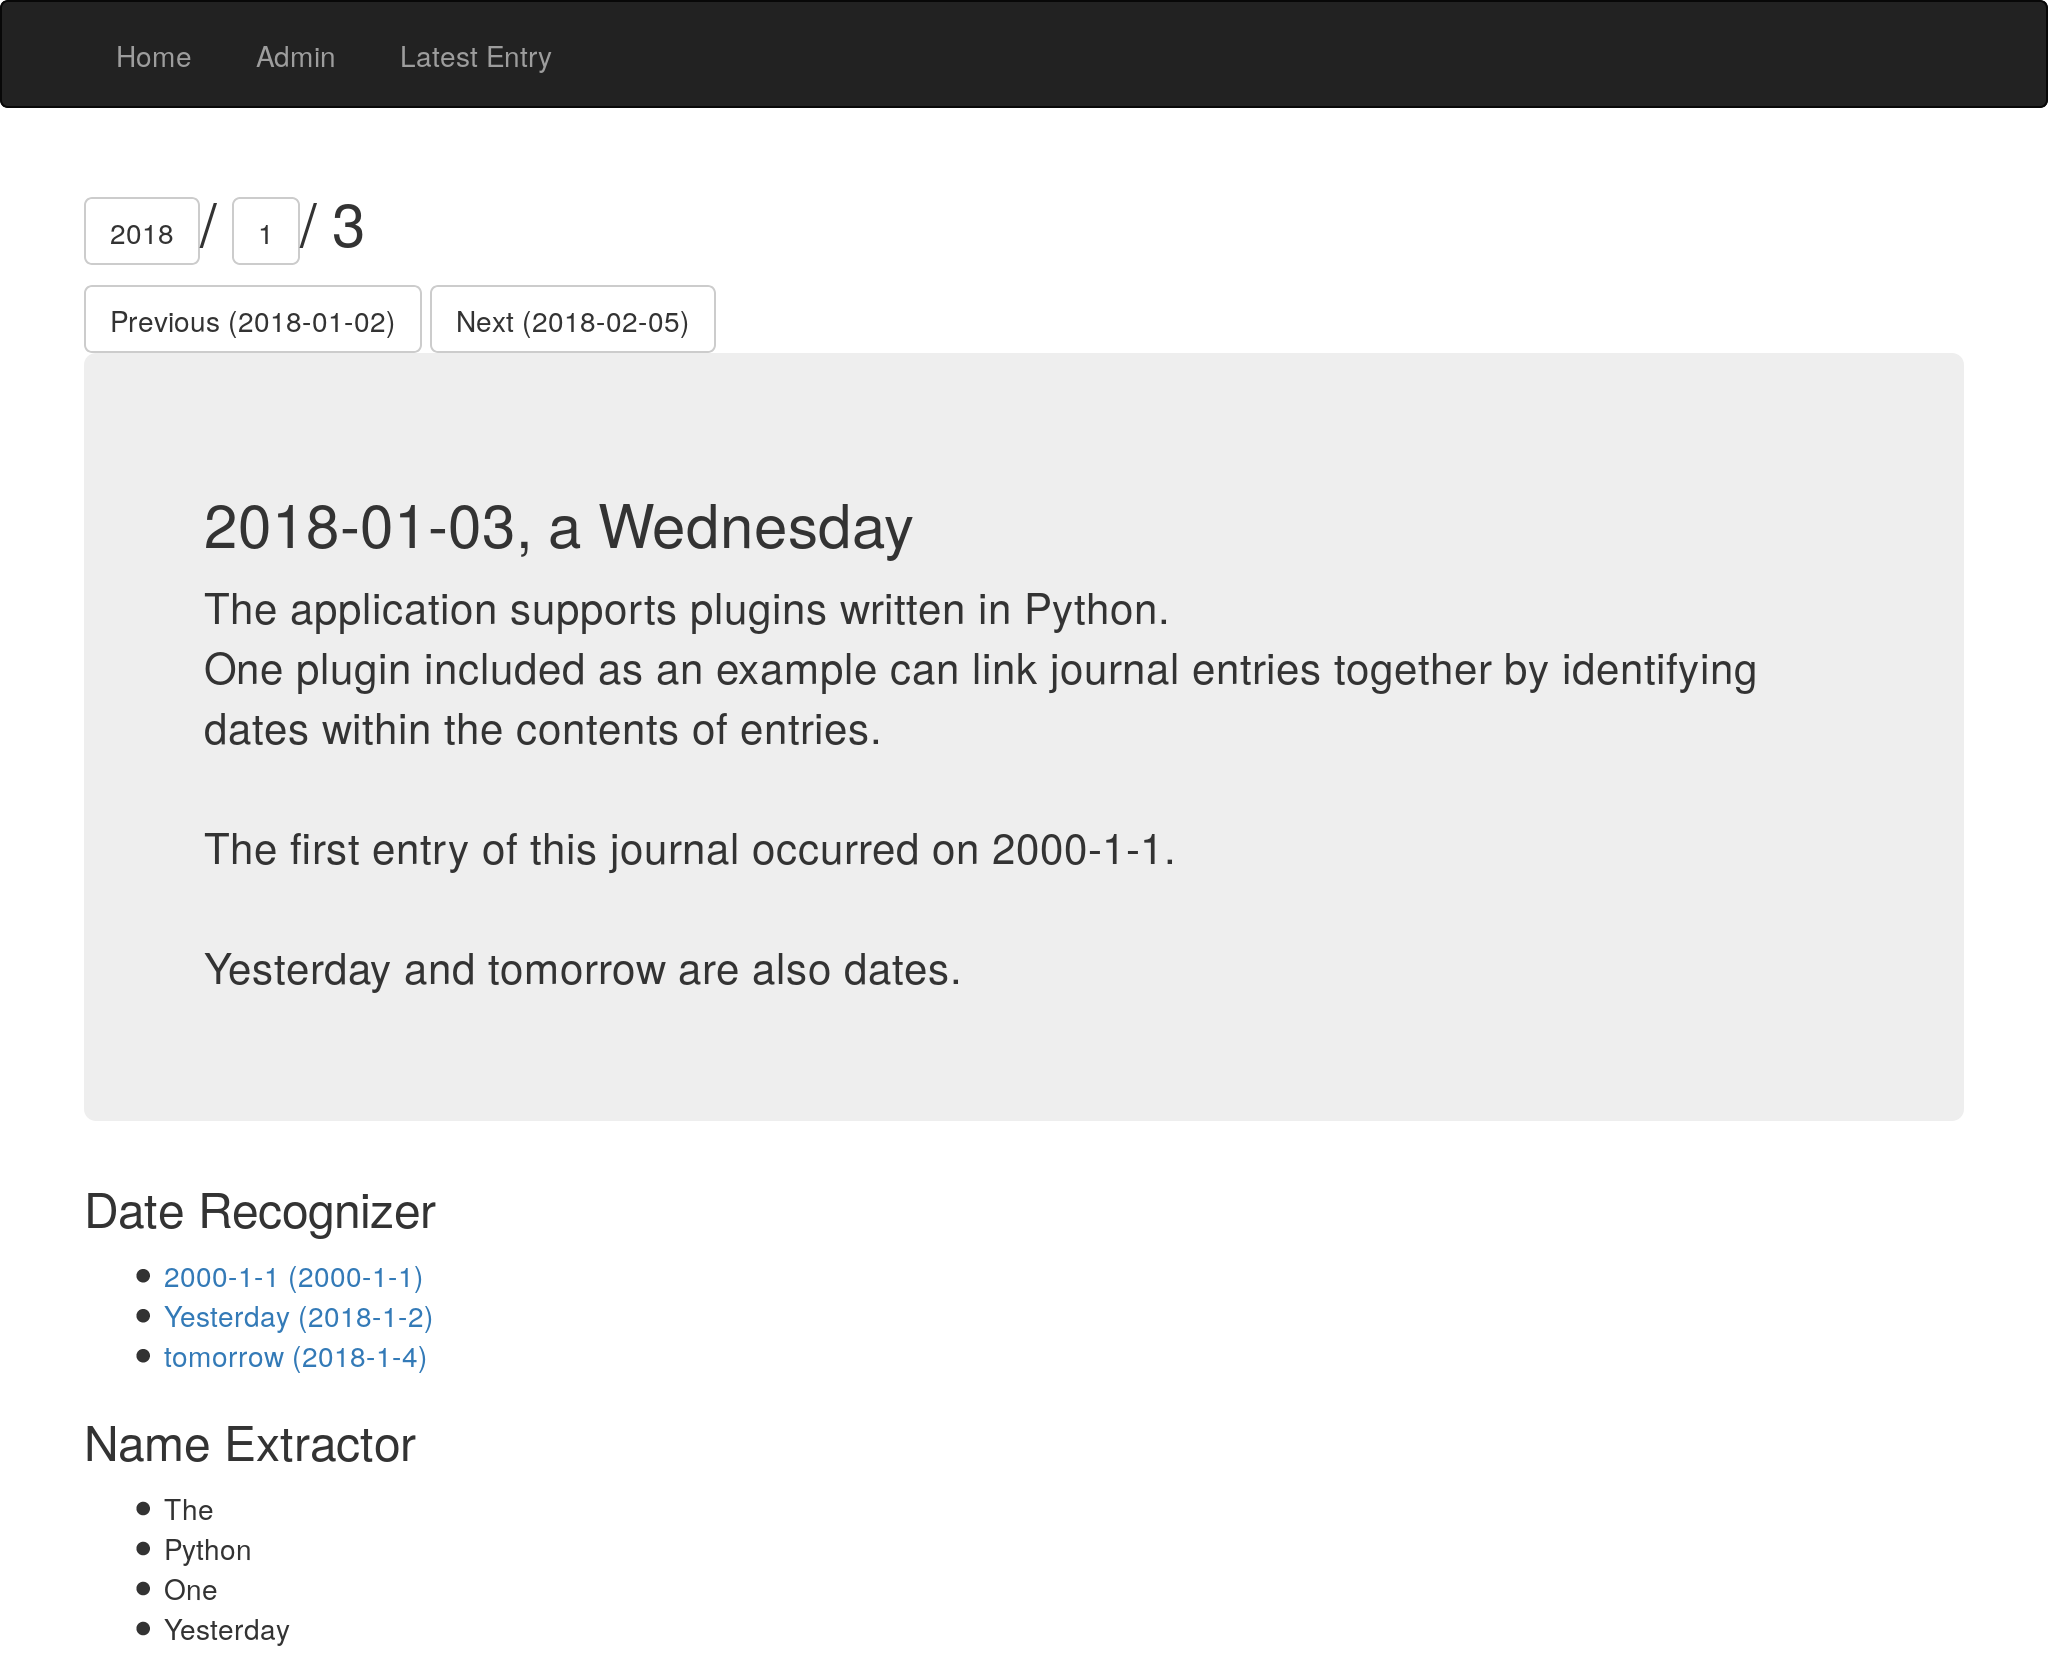 Home Admin Latest Entry
2018 / 1 / 3
Previous (2018-01-02) Next (2018-02-05)
2018-01-03, a Wednesday
The application supports plugins written in Python.
One plugin included as an example can link journal entries together by identifying
dates within the contents of entries.
The first entry of this journal occurred on 2000-1-1.
Yesterday and tomorrow are also dates.
Date Recognizer
2000-1-1 (2000-1-1)
Yesterday (2018-1-2)
tomorrow (2018-1-4)
Name Extractor
The
Python
One
Yesterday